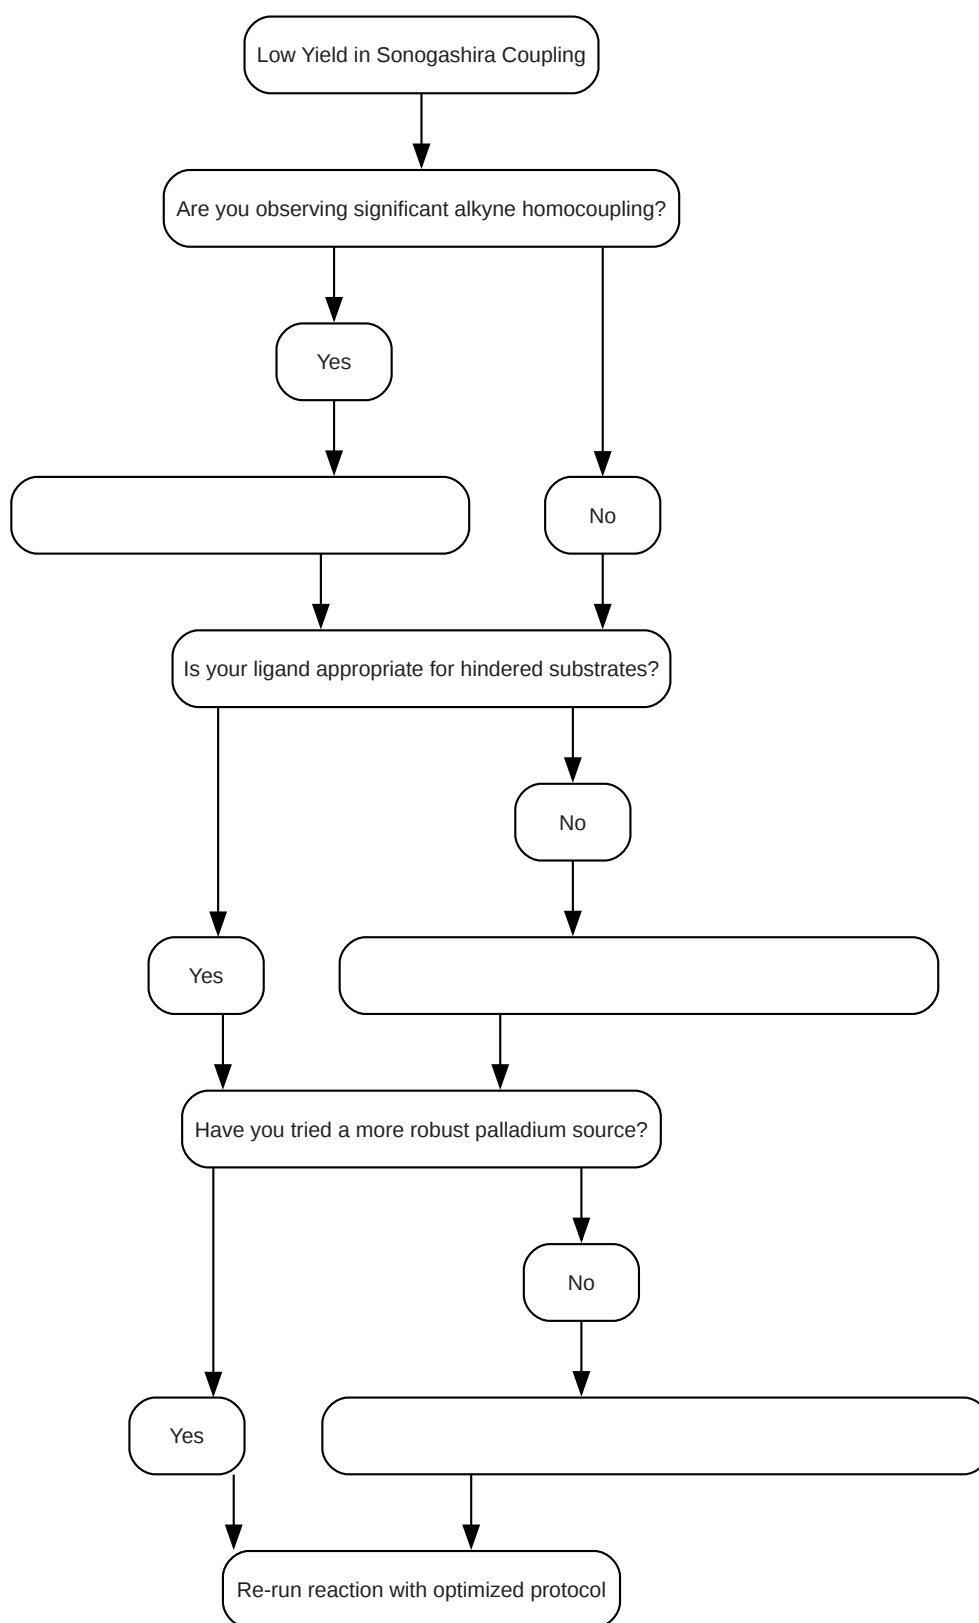 Low Yield in Sonogashira Coupling
Are you observing significant alkyne homocoupling?
Yes
No
Is your ligand appropriate for hindered substrates?
No
Yes
Have you tried a more robust palladium source?
No
Yes
Re-run reaction with optimized protocol